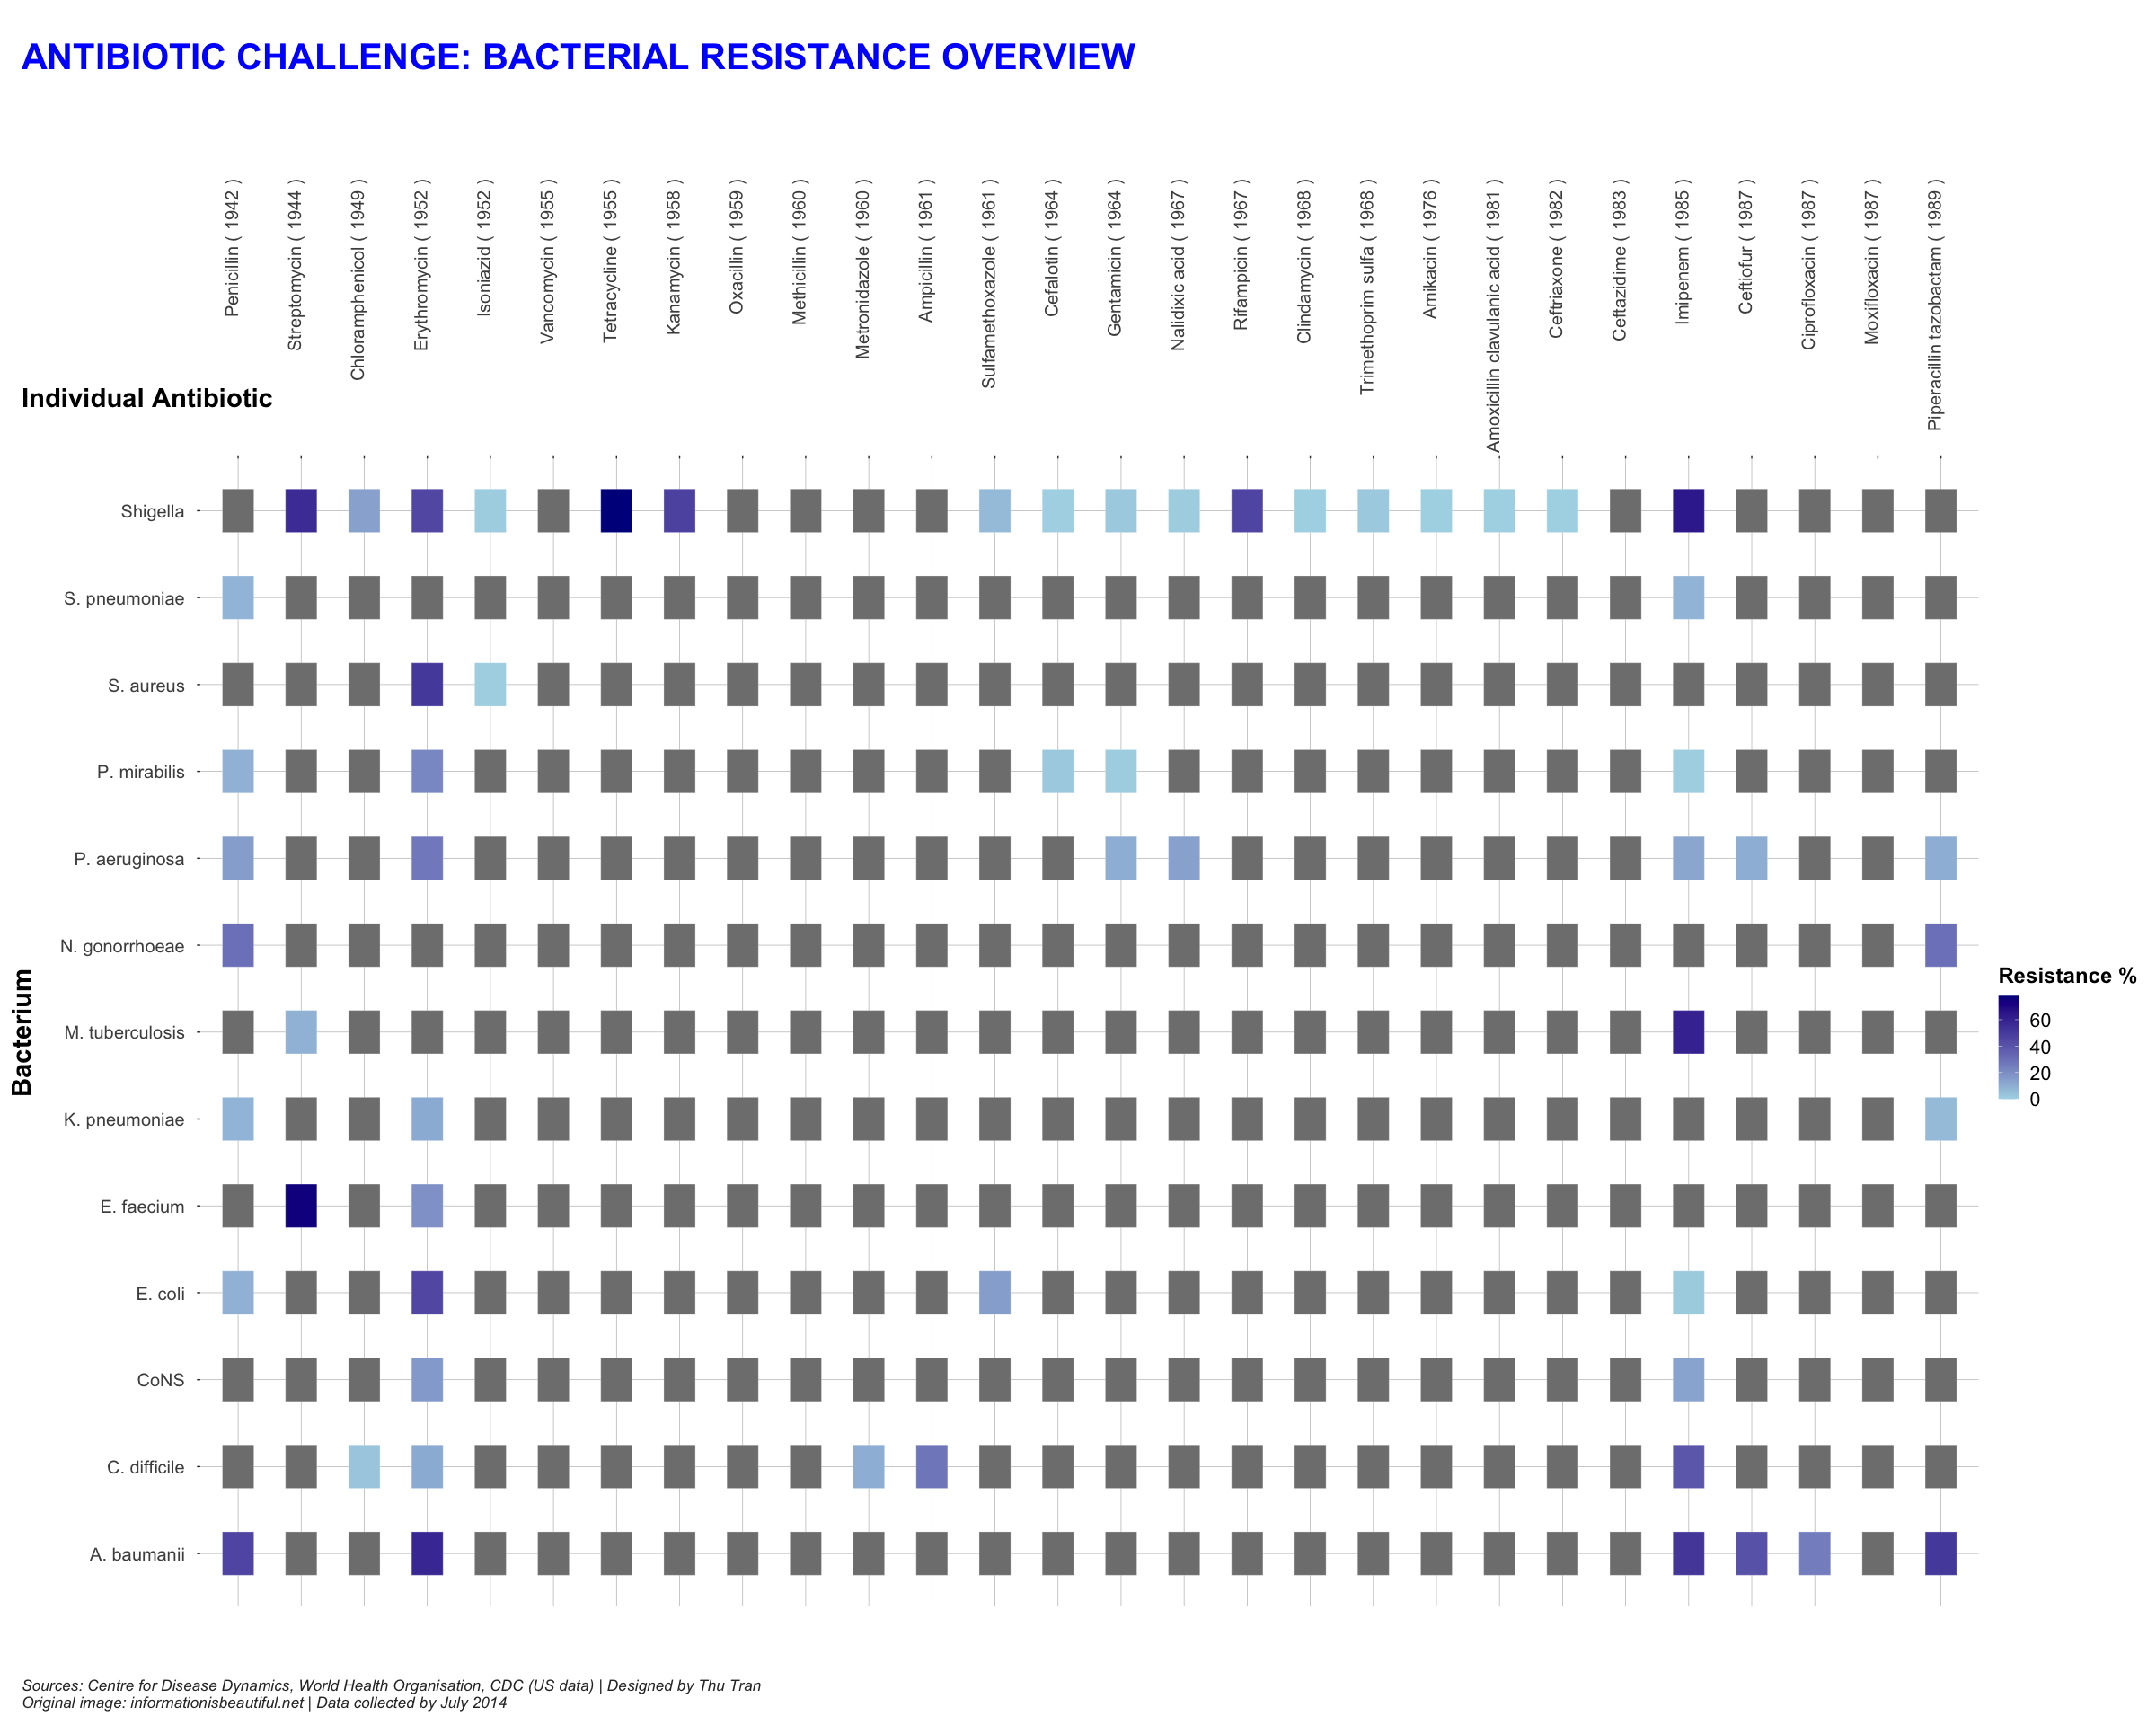 ANTIBIOTIC CHALLENGE: BACTERIAL RESISTANCE OVERVIEW
Penicillin ( 1942 )
Streptomycin ( 1944 )
Chloramphenicol ( 1949 )
Erythromycin ( 1952 )
Isoniazid ( 1952 )
Vancomycin ( 1955 )
Tetracycline ( 1955 )
Kanamycin ( 1958 )
Oxacillin ( 1959 )
Methicillin ( 1960 )
Metronidazole ( 1960 )
Ampicillin ( 1961 )
Sulfamethoxazole ( 1961 )
Cefalotin ( 1964 )
Gentamicin ( 1964 )
Nalidixic acid ( 1967 )
Rifampicin ( 1967 )
Clindamycin ( 1968 )
Trimethoprim sulfa ( 1968 )
Amikacin ( 1976 )
Amoxicillin clavulanic acid ( 1981 )
Ceftriaxone ( 1982 )
Ceftazidime ( 1983 )
Imipenem ( 1985 )
Ceftiofur ( 1987 )
Ciprofloxacin ( 1987 )
Moxifloxacin ( 1987 )
Piperacillin tazobactam ( 1989 )
Individual Antibiotic
Shigella
S. pneumoniae
S. aureus
P. mirabilis
P. aeruginosa
N. gonorrhoeae
M. tuberculosis
K. pneumoniae
E. faecium
E. coli
CoNS
C. difficile
A. baumanii
Bacterium
Resistance %
60
40
20
0
Sources: Centre for Disease Dynamics, World Health Organisation, CDC (US data) | Designed by Thu Tran
Original image: informationisbeautiful.net | Data collected by July 2014